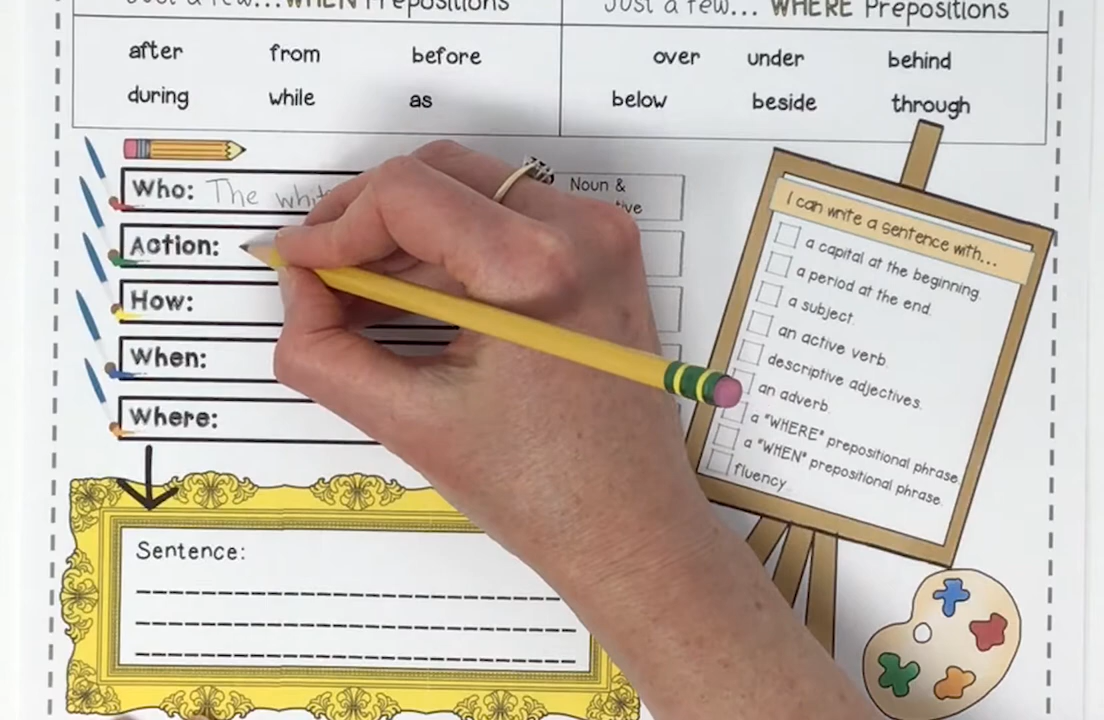 Just a few...WHEN Prepositions
Just a few... WHERE Prepositions
after from before
during while as
over under behind
below beside through
Who: The
Noun &
Action:
How:
When:
Where:
Sentence:
I can write a sentence with...
a capital at the beginning.
a period at the end.
a subject.
an active verb.
descriptive adjectives.
an adverb.
a "WHERE" prepositional phrase.
a "WHEN" prepositional phrase.
fluency.